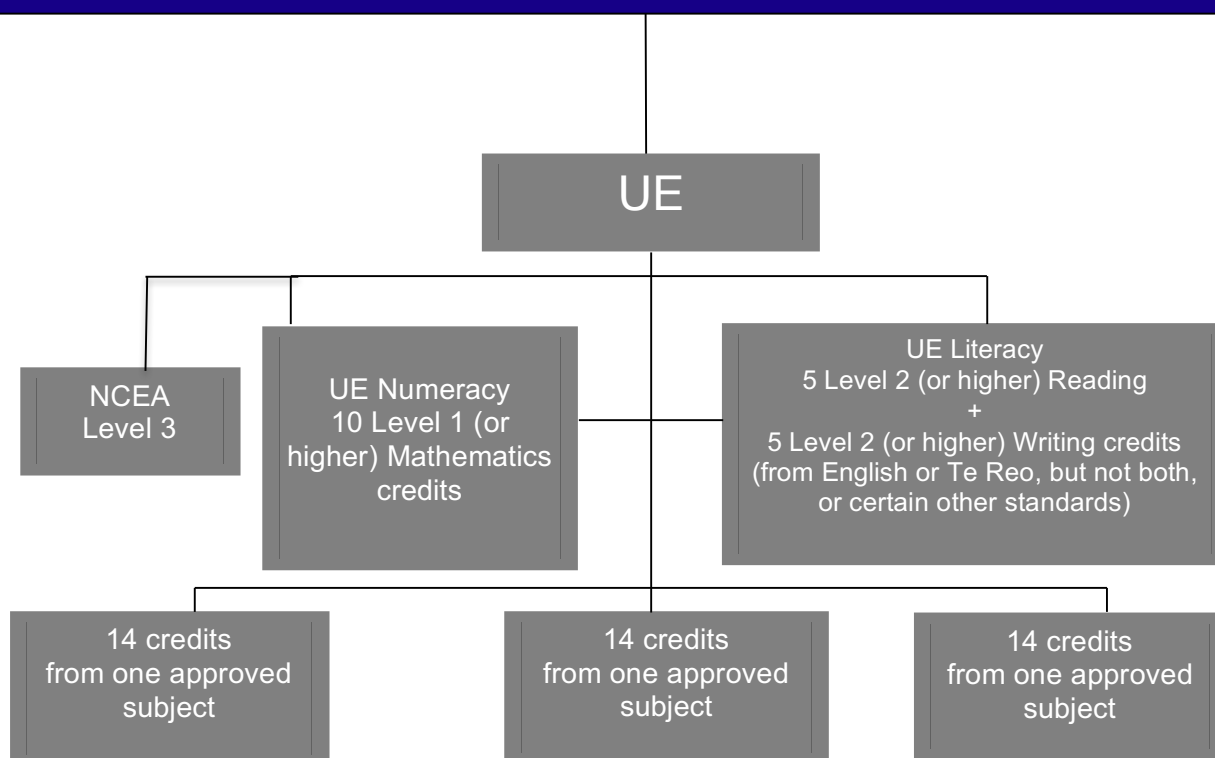 UE
NCEA
Level 3
UE Numeracy
10 Level 1 (or
higher) Mathematics
credits
UE Literacy
5 Level 2 (or higher) Reading
+
5 Level 2 (or higher) Writing credits
(from English or Te Reo, but not both,
or certain other standards)
14 credits
from one approved
subject
14 credits
from one approved
subject
14 credits
from one approved
subject